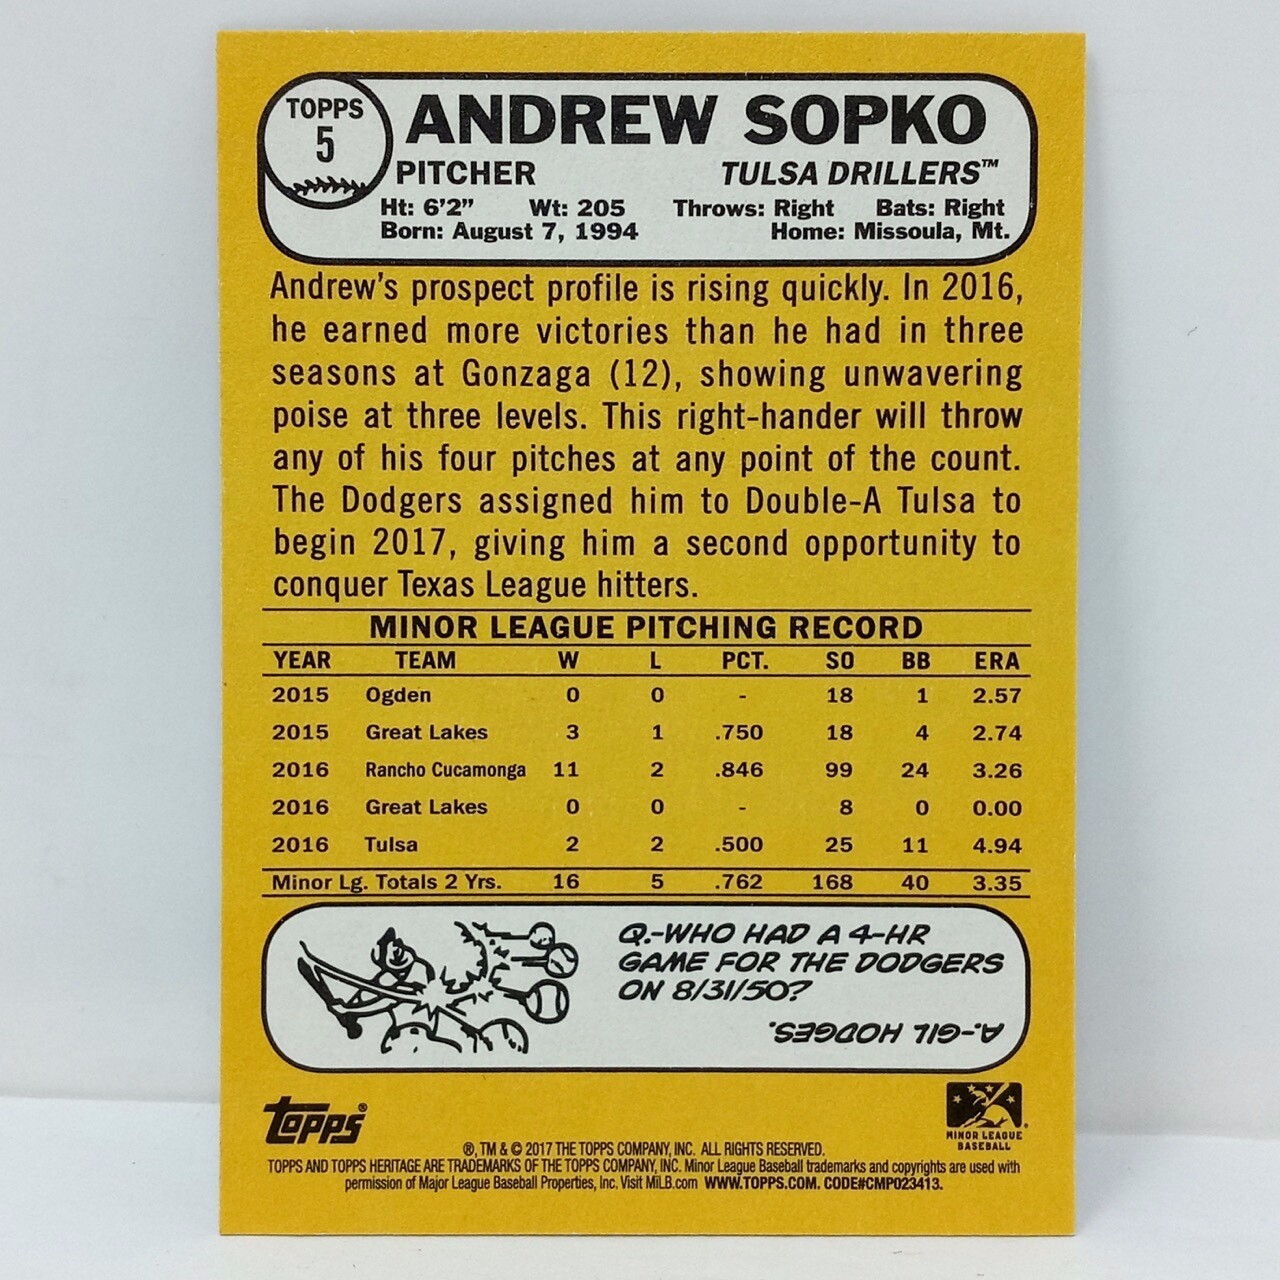 TOPPS
5
ANDREW SOPKO
PITCHER TULSA DRILLERS™
Ht: 6'2" Wt: 205 Throws: Right Bats: Right
Born: August 7, 1994 Home: Missoula, Mt.
Andrew's prospect profile is rising quickly. In 2016,
he earned more victories than he had in three
seasons at Gonzaga (12), showing unwavering
poise at three levels. This right-hander will throw
any of his four pitches at any point of the count.
The Dodgers assigned him to Double-A Tulsa to
begin 2017, giving him a second opportunity to
conquer Texas League hitters.
MINOR LEAGUE PITCHING RECORD
YEAR TEAM W L PCT. SO BB ERA
2015 Ogden 0 0 - 18 1 2.57
2015 Great Lakes 3 1 .750 18 4 2.74
2016 Rancho Cucamonga 11 2 .846 99 24 3.26
2016 Great Lakes 0 0 - 8 0 0.00
2016 Tulsa 2 2 .500 25 11 4.94
Minor Lg. Totals 2 Yrs. 16 5 .762 168 40 3.35
Q.-WHO HAD A 4-HR
GAME FOR THE DODGERS
ON 8/31/50?
A.-GIL HODGES.
Topps®
MINOR LEAGUE
BASEBALL®
®, TM & © 2017 THE TOPPS COMPANY, INC. ALL RIGHTS RESERVED.
TOPPS AND TOPPS HERITAGE ARE TRADEMARKS OF THE TOPPS COMPANY, INC. Minor League Baseball trademarks and copyrights are used with
permission of Major League Baseball Properties, Inc. Visit MiLB.com WWW.TOPPS.COM. CODE#CMP023413.